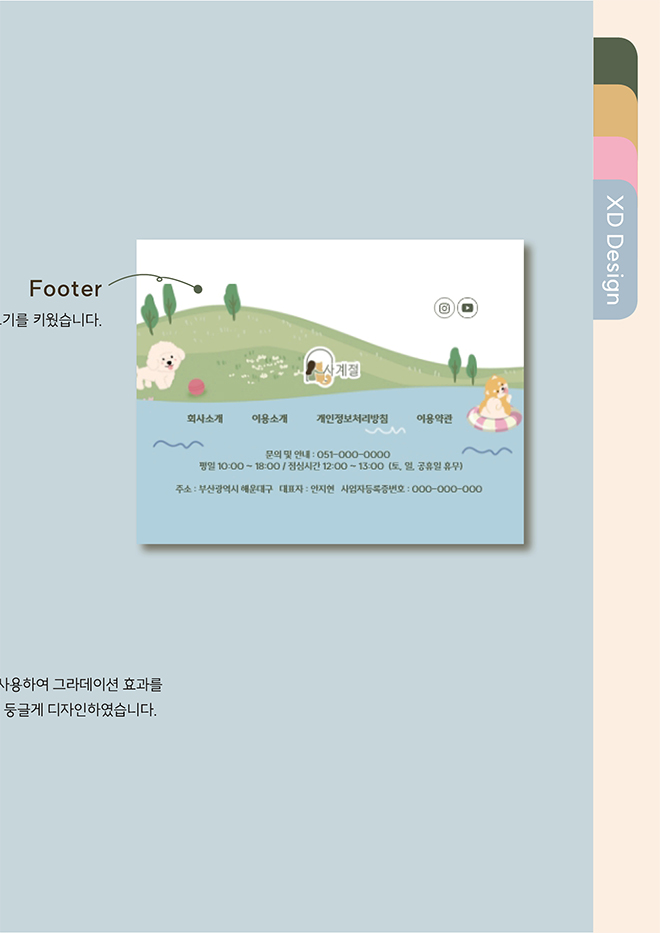 XD Design
Footer
기를 키웠습니다.
사계절
회사소개 이용소개 개인정보처리방침 이용약관
문의 및 안내 : 051-000-0000
평일 10:00 ~ 18:00 / 점심시간 12:00 ~ 13:00 (토, 일, 공휴일 휴무)
주소 : 부산광역시 해운대구 대표자 : 안지현 사업자등록증번호 : 000-000-000
사용하여 그라데이션 효과를
둥글게 디자인하였습니다.